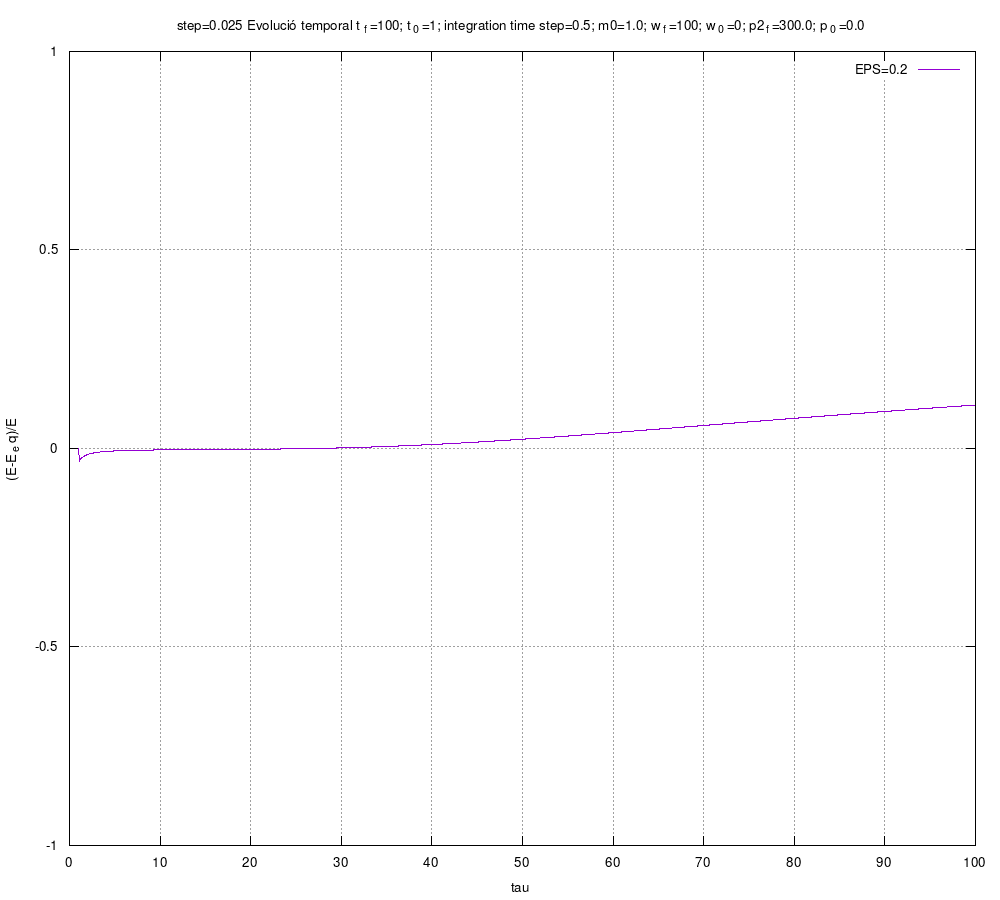 step=0.025 Evolució temporal t f =100; t 0 =1; integration time step=0.5; m0=1.0; w f =100; w 0 =0; p2 f =300.0; p 0 =0.0
1
EPS=0.2
0.5
(E-E e q)/E
0
-0.5
-1
0 10 20 30 40 50 60 70 80 90 100
tau